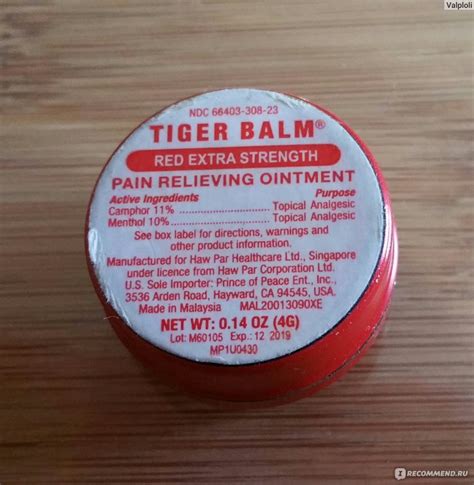 Valploli
NDC 66403-308-23
TIGER BALM®
RED EXTRA STRENGTH
PAIN RELIEVING OINTMENT
Active Ingredients Purpose
Camphor 11% ........................ Topical Analgesic
Menthol 10% ........................ Topical Analgesic
See box label for directions, warnings and
other product information.
Manufactured for Haw Par Healthcare Ltd., Singapore
under licence from Haw Par Corporation Ltd.
U.S. Sole Importer: Prince of Peace Ent., Inc.,
3536 Arden Road, Hayward, CA 94545, USA.
Made in Malaysia MAL20013090XE
NET WT: 0.14 OZ (4G)
Lot: M60105 Exp.: 12 2019
MP1U0430
IRECOMMEND.RU